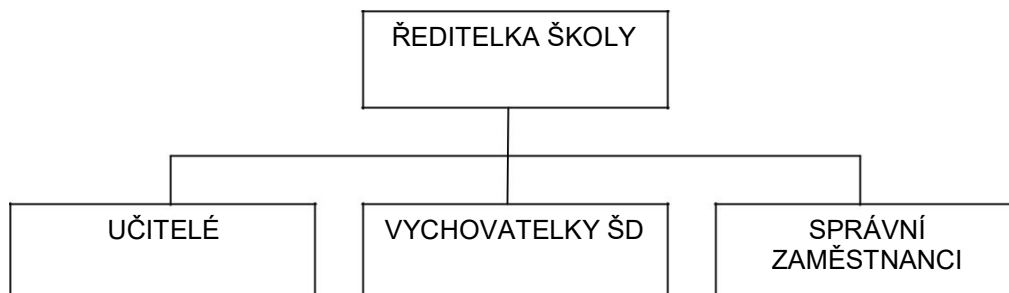 ŘEDITELKA ŠKOLY
UČITELÉ
VYCHOVATELKY ŠD
SPRÁVNÍ
ZAMĚSTNANCI